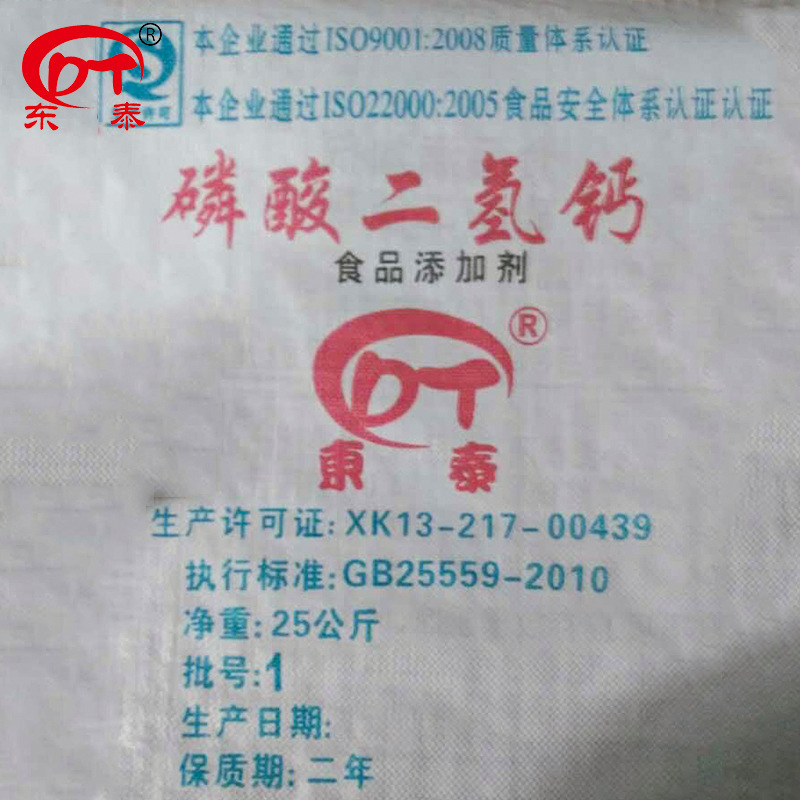 本企业通过ISO9001:2008质量体系认证
DT®
东泰
本企业通过ISO22000:2005食品安全体系认证认证
磷酸二氢钙
食品添加剂
DT®
東泰
生产许可证:XK13-217-00439
执行标准:GB25559-2010
净重:25公斤
批号:1
生产日期:
保质期:二年